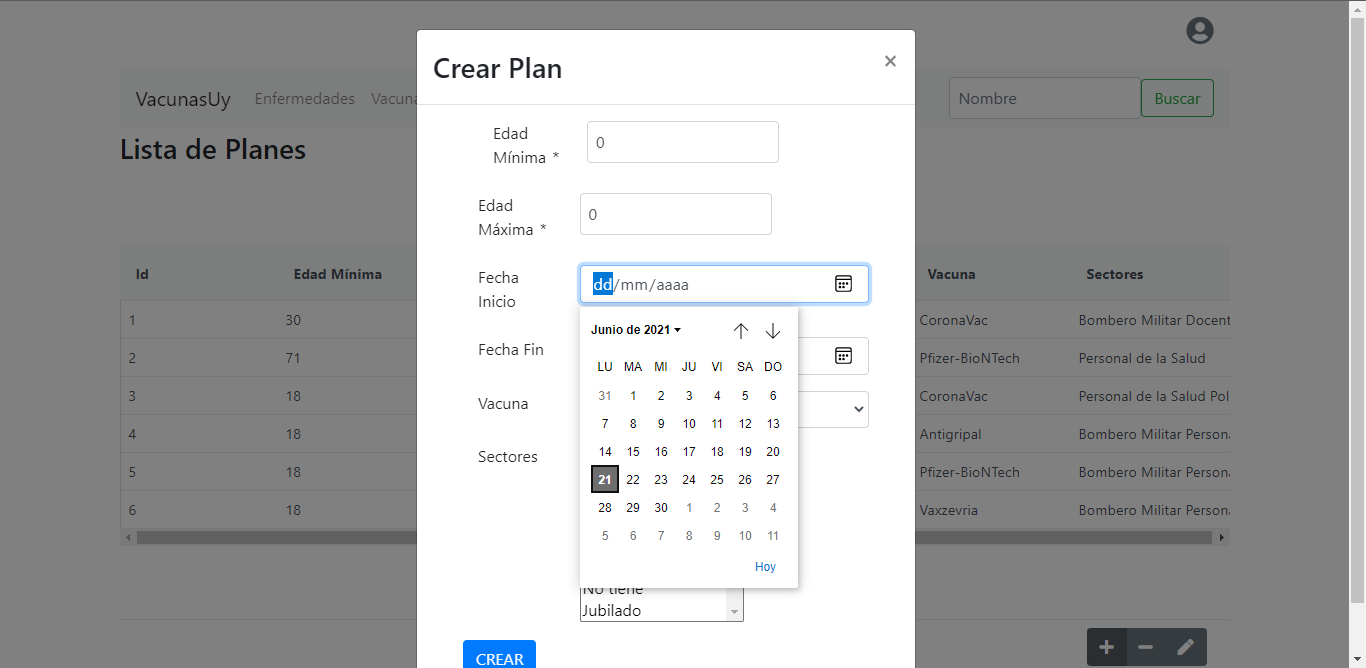 Crear Plan ×
VacunasUy Enfermedades Vacuna Nombre Buscar
Lista de Planes
Edad
Mínima * 0
Edad
Máxima * 0
Fecha
Inicio dd/mm/aaaa
Junio de 2021
LU MA MI JU VI SA DO
31 1 2 3 4 5 6
7 8 9 10 11 12 13
14 15 16 17 18 19 20
21 22 23 24 25 26 27
28 29 30 1 2 3 4
5 6 7 8 9 10 11
Hoy
Fecha Fin
Vacuna
Sectores
No tiene
Jubilado
CREAR
Id Edad Mínima Vacuna Sectores
1 30 CoronaVac Bombero Militar Docent
2 71 Pfizer-BioNTech Personal de la Salud
3 18 CoronaVac Personal de la Salud Pol
4 18 Antigripal Bombero Militar Person
5 18 Pfizer-BioNTech Bombero Militar Person
6 18 Vaxzevria Bombero Militar Person